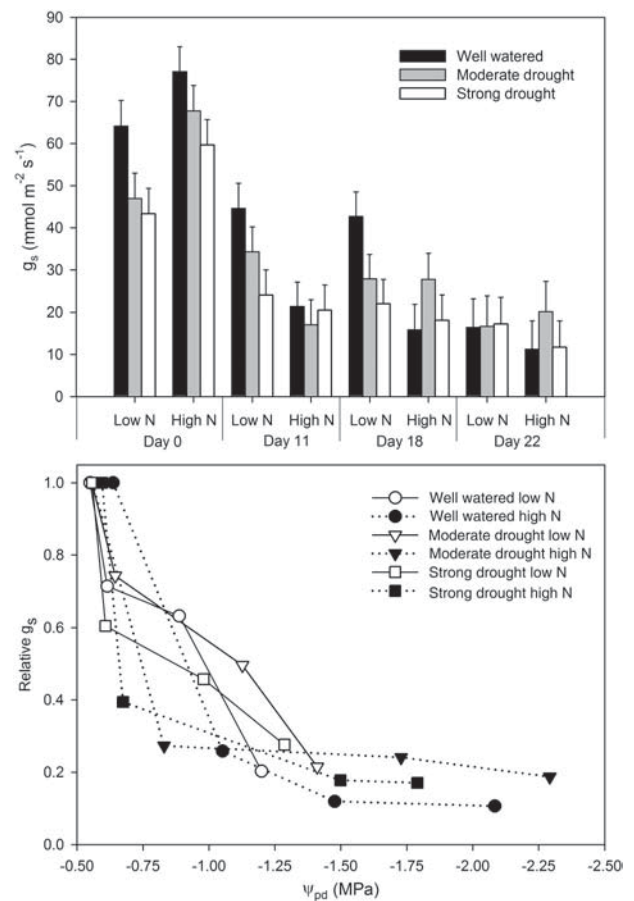 90
80
70
60
50
40
30
20
10
0
gs (mmol m-2 s-1)
Well watered
Moderate drought
Strong drought
Low N High N Low N High N Low N High N Low N High N
Day 0 Day 11 Day 18 Day 22
1.0
0.8
0.6
0.4
0.2
0.0
Relative gs
Well watered low N
Well watered high N
Moderate drought low N
Moderate drought high N
Strong drought low N
Strong drought high N
-0.50 -0.75 -1.00 -1.25 -1.50 -1.75 -2.00 -2.25 -2.50
Ψpd (MPa)